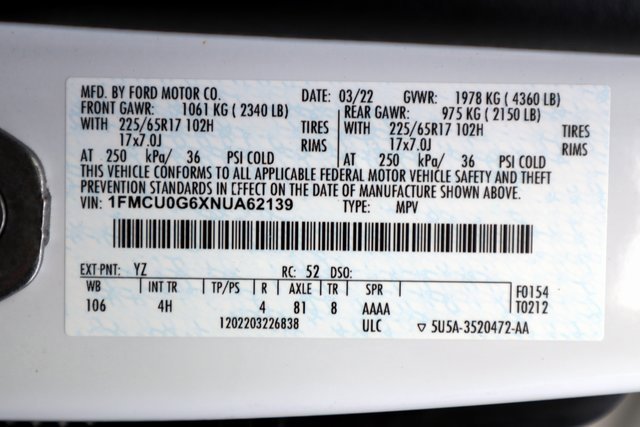 MFD. BY FORD MOTOR CO. DATE: 03/22 GVWR: 1978 KG ( 4360 LB)
FRONT GAWR: 1061 KG ( 2340 LB) REAR GAWR: 975 KG ( 2150 LB)
WITH 225/65R17 102H TIRES WITH 225/65R17 102H TIRES
17x7.0J RIMS 17x7.0J RIMS
AT 250 kPa/ 36 PSI COLD AT 250 kPa/ 36 PSI COLD
THIS VEHICLE CONFORMS TO ALL APPLICABLE FEDERAL MOTOR VEHICLE SAFETY AND THEFT
PREVENTION STANDARDS IN EFFECT ON THE DATE OF MANUFACTURE SHOWN ABOVE.
VIN: 1FMCU0G6XNUA62139 TYPE: MPV
EXT PNT: YZ RC: 52 DSO:
WB INT TR TP/PS R AXLE TR SPR F0154
106 4H 4 81 8 AAAA T0212
1202203226838 ULC ▽ 5U5A-3520472-AA